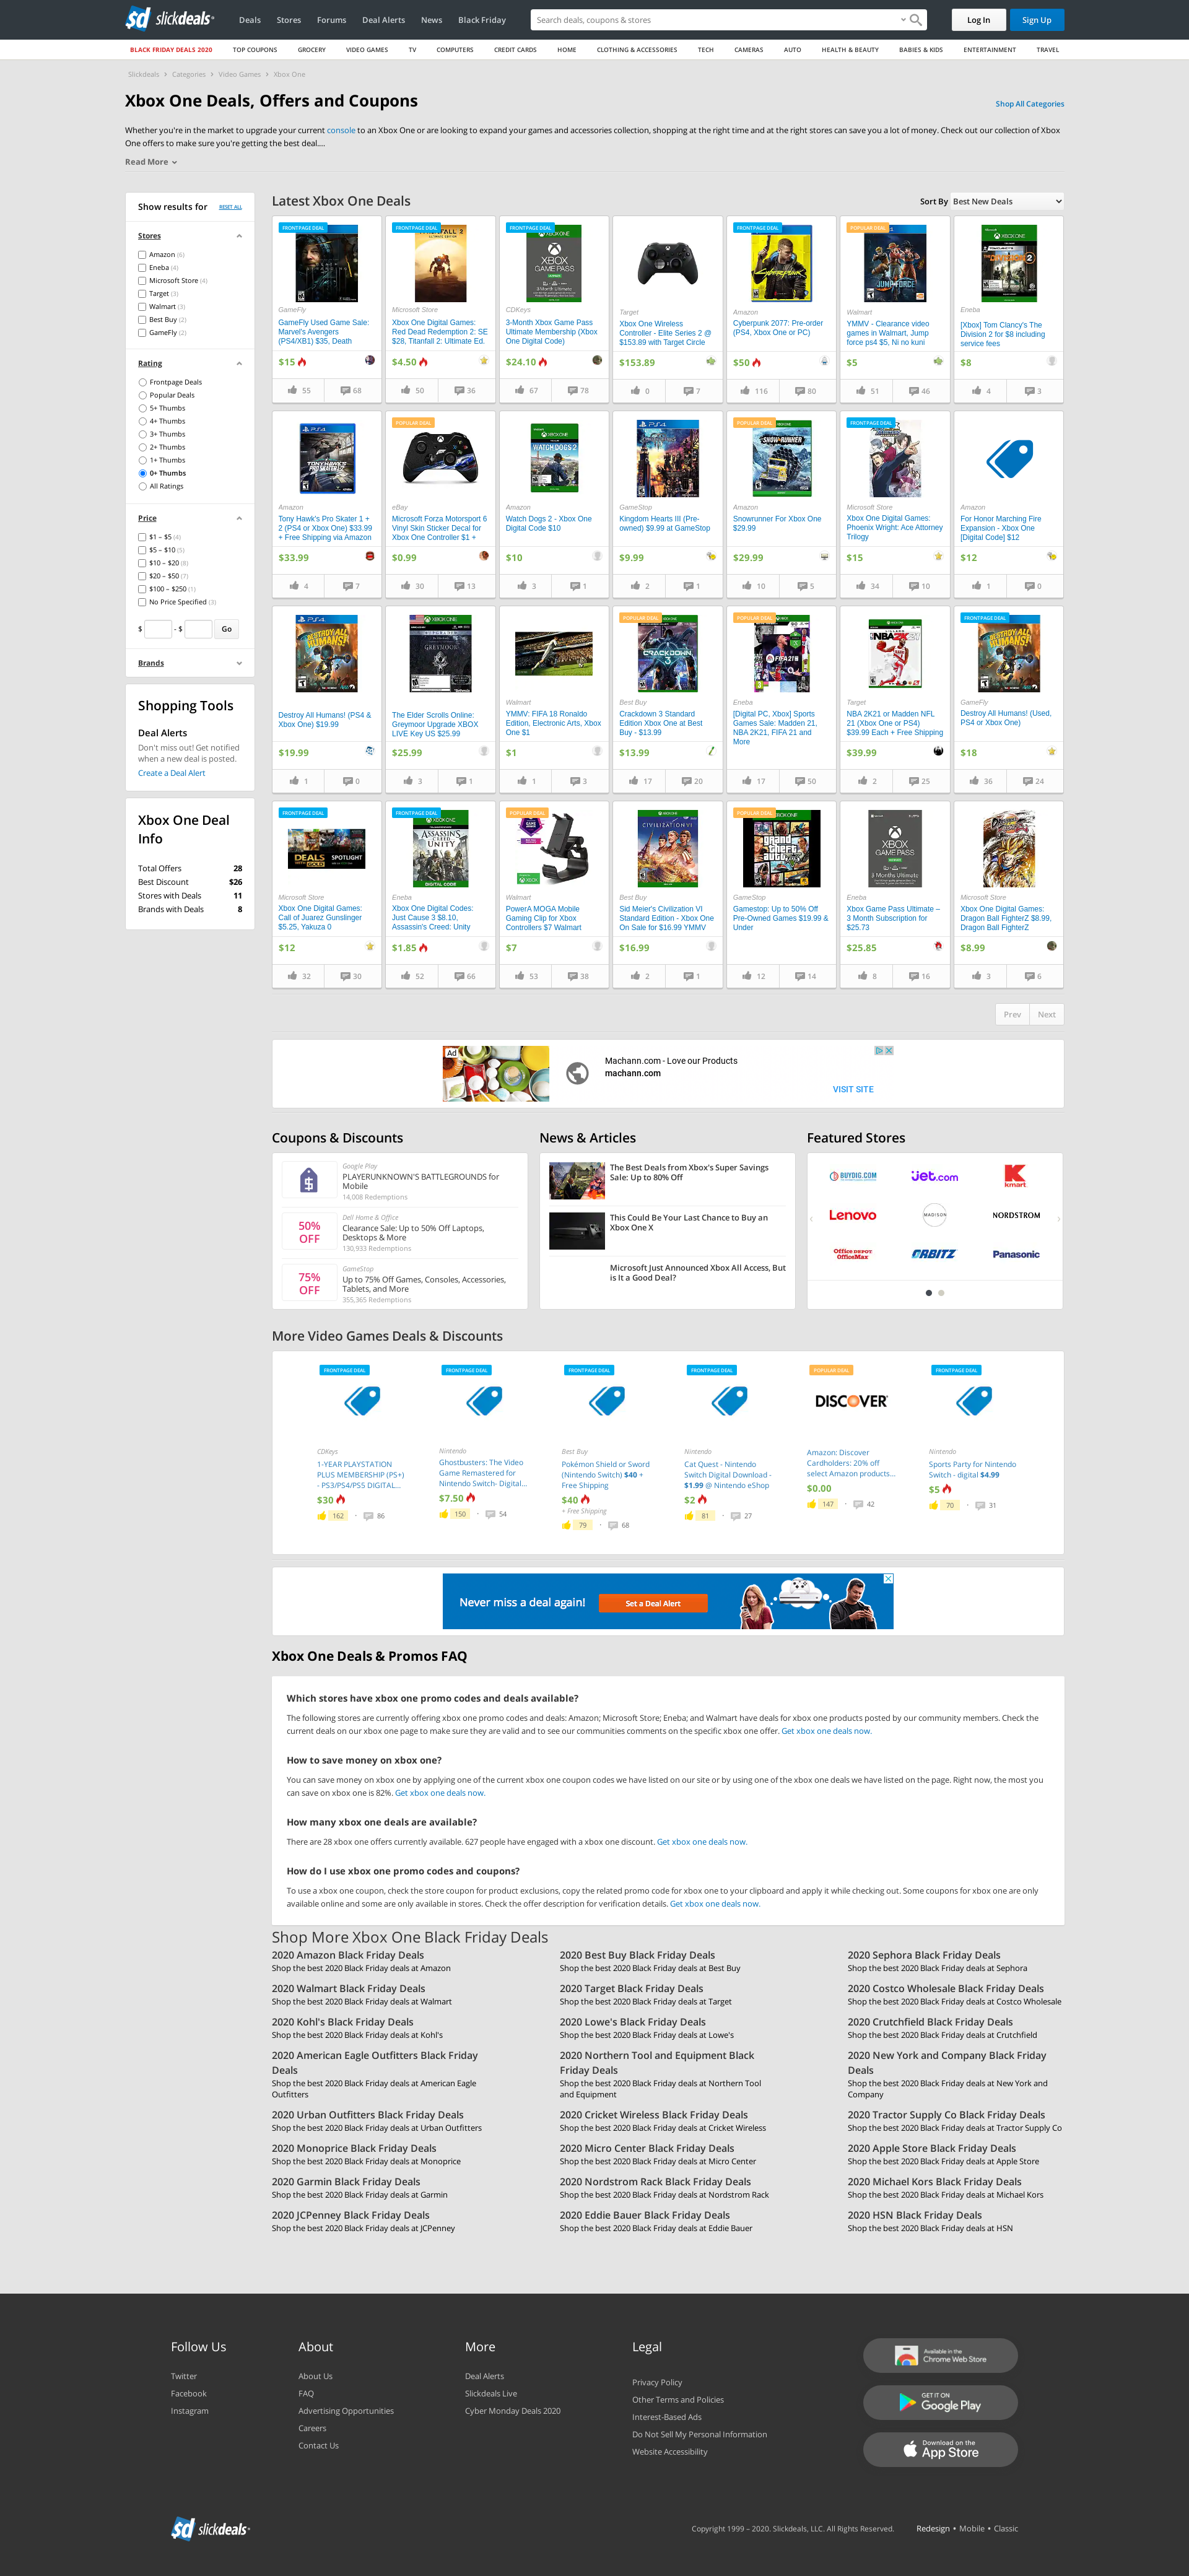 slickdeals
Deals Stores Forums Deal Alerts News Black Friday
Search deals, coupons & stores
Log In
Sign Up
BLACK FRIDAY DEALS 2020 TOP COUPONS GROCERY VIDEO GAMES TV COMPUTERS CREDIT CARDS HOME CLOTHING & ACCESSORIES TECH CAMERAS AUTO HEALTH & BEAUTY BABIES & KIDS ENTERTAINMENT TRAVEL
Slickdeals › Categories › Video Games › Xbox One
Xbox One Deals, Offers and Coupons
Shop All Categories
Whether you're in the market to upgrade your current console to an Xbox One or are looking to expand your games and accessories collection, shopping at the right time and at the right stores can save you a lot of money. Check out our collection of Xbox
One offers to make sure you're getting the best deal....
Read More
Show results for
RESET ALL
Stores
Amazon (6)
Eneba (4)
Microsoft Store (4)
Target (3)
Walmart (3)
Best Buy (2)
GameFly (2)
Rating
Frontpage Deals
Popular Deals
5+ Thumbs
4+ Thumbs
3+ Thumbs
2+ Thumbs
1+ Thumbs
0+ Thumbs
All Ratings
Price
$1 – $5 (4)
$5 – $10 (5)
$10 – $20 (8)
$20 – $50 (7)
$100 – $250 (1)
No Price Specified (3)
$ - $ Go
Brands
Shopping Tools
Deal Alerts
Don't miss out! Get notified
when a new deal is posted.
Create a Deal Alert
Xbox One Deal
Info
Total Offers 28
Best Discount $26
Stores with Deals 11
Brands with Deals 8
Latest Xbox One Deals
Sort By Best New Deals
FRONTPAGE DEAL
GameFly
GameFly Used Game Sale:
Marvel's Avengers
(PS4/XB1) $35, Death
$15
55 68
FRONTPAGE DEAL
Microsoft Store
Xbox One Digital Games:
Red Dead Redemption 2: SE
$28, Titanfall 2: Ultimate Ed.
$4.50
50 36
FRONTPAGE DEAL
XBOX
GAME PASS
CDKeys
3-Month Xbox Game Pass
Ultimate Membership (Xbox
One Digital Code)
$24.10
67 78
Target
Xbox One Wireless
Controller - Elite Series 2 @
$153.89 with Target Circle
$153.89
0 7
FRONTPAGE DEAL
Cyberpunk
Amazon
Cyberpunk 2077: Pre-order
(PS4, Xbox One or PC)
$50
116 80
POPULAR DEAL
JUMP FORCE
Walmart
YMMV - Clearance video
games in Walmart, Jump
force ps4 $5, Ni no kuni
$5
51 46
Eneba
[Xbox] Tom Clancy's The
Division 2 for $8 including
service fees
$8
4 3
PS4
TONY HAWK'S
PRO SKATER
Amazon
Tony Hawk's Pro Skater 1 +
2 (PS4 or Xbox One) $33.99
+ Free Shipping via Amazon
$33.99
4 7
POPULAR DEAL
eBay
Microsoft Forza Motorsport 6
Vinyl Skin Sticker Decal for
Xbox One Controller $1 +
$0.99
30 13
WATCH DOGS 2
Amazon
Watch Dogs 2 - Xbox One
Digital Code $10
$10
3 1
PS4
GameStop
Kingdom Hearts III (Pre-
owned) $9.99 at GameStop
$9.99
2 1
POPULAR DEAL
SNOWRUNNER
Amazon
Snowrunner For Xbox One
$29.99
$29.99
10 5
FRONTPAGE DEAL
Microsoft Store
Xbox One Digital Games:
Phoenix Wright: Ace Attorney
Trilogy
$15
34 10
Amazon
For Honor Marching Fire
Expansion - Xbox One
[Digital Code] $12
$12
1 0
PS4
DESTROY ALL
HUMANS!
Destroy All Humans! (PS4 &
Xbox One) $19.99
$19.99
1 0
XBOX ONE
GREYMOOR
The Elder Scrolls Online:
Greymoor Upgrade XBOX
LIVE Key US $25.99
$25.99
3 1
Walmart
YMMV: FIFA 18 Ronaldo
Edition, Electronic Arts, Xbox
One $1
$1
1 3
POPULAR DEAL
CRACKDOWN
3
Best Buy
Crackdown 3 Standard
Edition Xbox One at Best
Buy - $13.99
$13.99
17 20
POPULAR DEAL
FIFA 21
Eneba
[Digital PC, Xbox] Sports
Games Sale: Madden 21,
NBA 2K21, FIFA 21 and
More
17 50
NBA 2K21
Target
NBA 2K21 or Madden NFL
21 (Xbox One or PS4)
$39.99 Each + Free Shipping
$39.99
2 25
FRONTPAGE DEAL
DESTROY ALL
HUMANS!
GameFly
Destroy All Humans! (Used,
PS4 or Xbox One)
$18
36 24
FRONTPAGE DEAL
DEALS SPOTLIGHT
Microsoft Store
Xbox One Digital Games:
Call of Juarez Gunslinger
$5.25, Yakuza 0
$12
32 30
FRONTPAGE DEAL
XBOX ONE
ASSASSIN'S
CREED
UNITY
DIGITAL CODE
Eneba
Xbox One Digital Codes:
Just Cause 3 $8.10,
Assassin's Creed: Unity
$1.85
52 66
POPULAR DEAL
Walmart
PowerA MOGA Mobile
Gaming Clip for Xbox
Controllers $7 Walmart
$7
53 38
XBOX ONE
CIVILIZATION VI
Best Buy
Sid Meier's Civilization VI
Standard Edition - Xbox One
On Sale for $16.99 YMMV
$16.99
2 1
POPULAR DEAL
XBOX ONE
grand
theft
auto
GameStop
Gamestop: Up to 50% Off
Pre-Owned Games $19.99 &
Under
12 14
XBOX
GAME PASS
3 Months Ultimate
Eneba
Xbox Game Pass Ultimate –
3 Month Subscription for
$25.73
$25.85
8 16
Microsoft Store
Xbox One Digital Games:
Dragon Ball FighterZ $8.99,
Dragon Ball FighterZ
$8.99
3 6
Prev Next
Ad
Machann.com - Love our Products
machann.com
VISIT SITE
Coupons & Discounts
Google Play
PLAYERUNKNOWN'S BATTLEGROUNDS for
Mobile
14,008 Redemptions
50%
OFF
Dell Home & Office
Clearance Sale: Up to 50% Off Laptops,
Desktops & More
130,933 Redemptions
75%
OFF
GameStop
Up to 75% Off Games, Consoles, Accessories,
Tablets, and More
355,365 Redemptions
News & Articles
The Best Deals from Xbox's Super Savings
Sale: Up to 80% Off
This Could Be Your Last Chance to Buy an
Xbox One X
Microsoft Just Announced Xbox All Access, But
is It a Good Deal?
Featured Stores
BUYDIG.COM jet.com kmart
Lenovo MADISON NORDSTROM
Office DEPOT OfficeMax ORBITZ Panasonic
More Video Games Deals & Discounts
FRONTPAGE DEAL
CDKeys
1-YEAR PLAYSTATION
PLUS MEMBERSHIP (PS+)
- PS3/PS4/PS5 DIGITAL...
$30
162 86
FRONTPAGE DEAL
Nintendo
Ghostbusters: The Video
Game Remastered for
Nintendo Switch- Digital...
$7.50
150 54
FRONTPAGE DEAL
Best Buy
Pokémon Shield or Sword
(Nintendo Switch) $40 +
Free Shipping
$40
+ Free Shipping
79 68
FRONTPAGE DEAL
Nintendo
Cat Quest - Nintendo
Switch Digital Download -
$1.99 @ Nintendo eShop
$2
81 27
POPULAR DEAL
DISCOVER
Amazon: Discover
Cardholders: 20% off
select Amazon products...
$0.00
147 42
FRONTPAGE DEAL
Nintendo
Sports Party for Nintendo
Switch - digital $4.99
$5
70 31
Never miss a deal again!
Set a Deal Alert
Xbox One Deals & Promos FAQ
Which stores have xbox one promo codes and deals available?
The following stores are currently offering xbox one promo codes and deals: Amazon; Microsoft Store; Eneba; and Walmart have deals for xbox one products posted by our community members. Check the
current deals on our xbox one page to make sure they are valid and to see our communities comments on the specific xbox one offer. Get xbox one deals now.
How to save money on xbox one?
You can save money on xbox one by applying one of the current xbox one coupon codes we have listed on our site or by using one of the xbox one deals we have listed on the page. Right now, the most you
can save on xbox one is 82%. Get xbox one deals now.
How many xbox one deals are available?
There are 28 xbox one offers currently available. 627 people have engaged with a xbox one discount. Get xbox one deals now.
How do I use xbox one promo codes and coupons?
To use a xbox one coupon, check the store coupon for product exclusions, copy the related promo code for xbox one to your clipboard and apply it while checking out. Some coupons for xbox one are only
available online and some are only available in stores. Check the offer description for verification details. Get xbox one deals now.
Shop More Xbox One Black Friday Deals
2020 Amazon Black Friday Deals
Shop the best 2020 Black Friday deals at Amazon
2020 Best Buy Black Friday Deals
Shop the best 2020 Black Friday deals at Best Buy
2020 Sephora Black Friday Deals
Shop the best 2020 Black Friday deals at Sephora
2020 Walmart Black Friday Deals
Shop the best 2020 Black Friday deals at Walmart
2020 Target Black Friday Deals
Shop the best 2020 Black Friday deals at Target
2020 Costco Wholesale Black Friday Deals
Shop the best 2020 Black Friday deals at Costco Wholesale
2020 Kohl's Black Friday Deals
Shop the best 2020 Black Friday deals at Kohl's
2020 Lowe's Black Friday Deals
Shop the best 2020 Black Friday deals at Lowe's
2020 Crutchfield Black Friday Deals
Shop the best 2020 Black Friday deals at Crutchfield
2020 American Eagle Outfitters Black Friday
Deals
Shop the best 2020 Black Friday deals at American Eagle
Outfitters
2020 Northern Tool and Equipment Black
Friday Deals
Shop the best 2020 Black Friday deals at Northern Tool
and Equipment
2020 New York and Company Black Friday
Deals
Shop the best 2020 Black Friday deals at New York and
Company
2020 Urban Outfitters Black Friday Deals
Shop the best 2020 Black Friday deals at Urban Outfitters
2020 Cricket Wireless Black Friday Deals
Shop the best 2020 Black Friday deals at Cricket Wireless
2020 Tractor Supply Co Black Friday Deals
Shop the best 2020 Black Friday deals at Tractor Supply Co
2020 Monoprice Black Friday Deals
Shop the best 2020 Black Friday deals at Monoprice
2020 Micro Center Black Friday Deals
Shop the best 2020 Black Friday deals at Micro Center
2020 Apple Store Black Friday Deals
Shop the best 2020 Black Friday deals at Apple Store
2020 Garmin Black Friday Deals
Shop the best 2020 Black Friday deals at Garmin
2020 Nordstrom Rack Black Friday Deals
Shop the best 2020 Black Friday deals at Nordstrom Rack
2020 Michael Kors Black Friday Deals
Shop the best 2020 Black Friday deals at Michael Kors
2020 JCPenney Black Friday Deals
Shop the best 2020 Black Friday deals at JCPenney
2020 Eddie Bauer Black Friday Deals
Shop the best 2020 Black Friday deals at Eddie Bauer
2020 HSN Black Friday Deals
Shop the best 2020 Black Friday deals at HSN
Follow Us
Twitter
Facebook
Instagram
About
About Us
FAQ
Advertising Opportunities
Careers
Contact Us
More
Deal Alerts
Slickdeals Live
Cyber Monday Deals 2020
Legal
Privacy Policy
Other Terms and Policies
Interest-Based Ads
Do Not Sell My Personal Information
Website Accessibility
Available in the
Chrome Web Store
GET IT ON
Google Play
Download on the
App Store
slickdeals
Copyright 1999 – 2020. Slickdeals, LLC. All Rights Reserved.
Redesign • Mobile • Classic